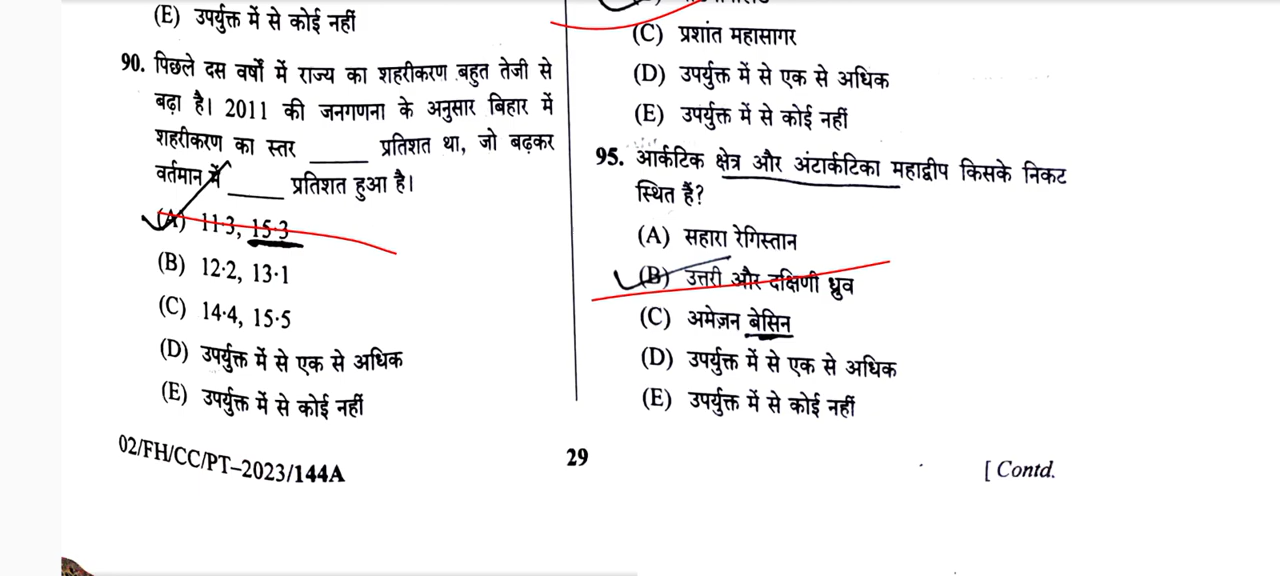 (E) उपर्युक्त में से कोई नहीं
90. पिछले दस वर्षों में राज्य का शहरीकरण बहुत तेजी से
बढ़ा है। 2011 की जनगणना के अनुसार बिहार में
शहरीकरण का स्तर ______ प्रतिशत था, जो बढ़कर
वर्तमान में ______ प्रतिशत हुआ है।
(A) 11·3, 15·3
(B) 12·2, 13·1
(C) 14·4, 15·5
(D) उपर्युक्त में से एक से अधिक
(E) उपर्युक्त में से कोई नहीं
(C) प्रशांत महासागर
(D) उपर्युक्त में से एक से अधिक
(E) उपर्युक्त में से कोई नहीं
95. आर्कटिक क्षेत्र और अंटार्कटिका महाद्वीप किसके निकट
स्थित हैं?
(A) सहारा रेगिस्तान
(B) उत्तरी और दक्षिणी ध्रुव
(C) अमेज़न बेसिन
(D) उपर्युक्त में से एक से अधिक
(E) उपर्युक्त में से कोई नहीं
02/FH/CC/PT–2023/144A
29
[ Contd.